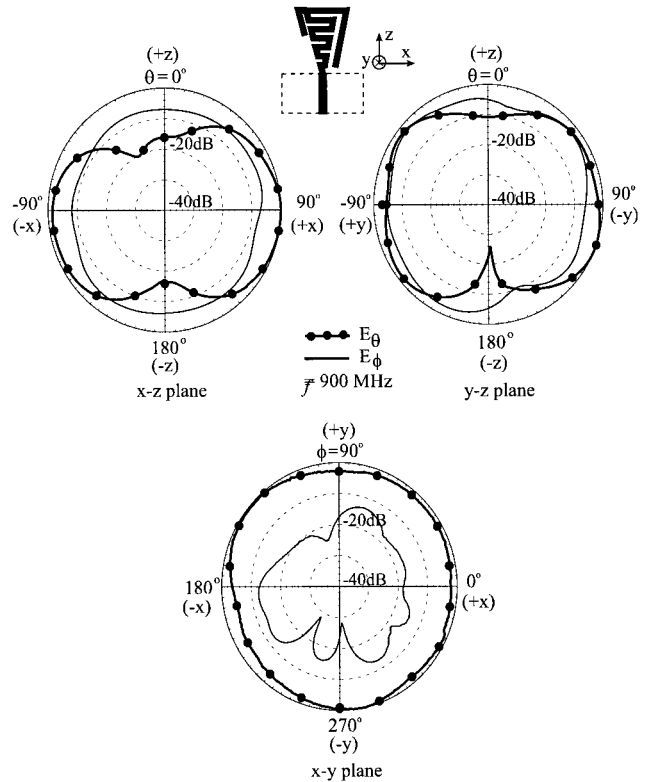 (+z)
θ = 0°
-20dB
-40dB
-90°
(-x)
90°
(+x)
180°
(-z)
x-z plane
z
x
y
(+z)
θ = 0°
-20dB
-40dB
-90°
(+y)
90°
(-y)
180°
(-z)
y-z plane
Eθ
Eϕ
f = 900 MHz
(+y)
ϕ = 90°
-20dB
-40dB
180°
(-x)
0°
(+x)
270°
(-y)
x-y plane